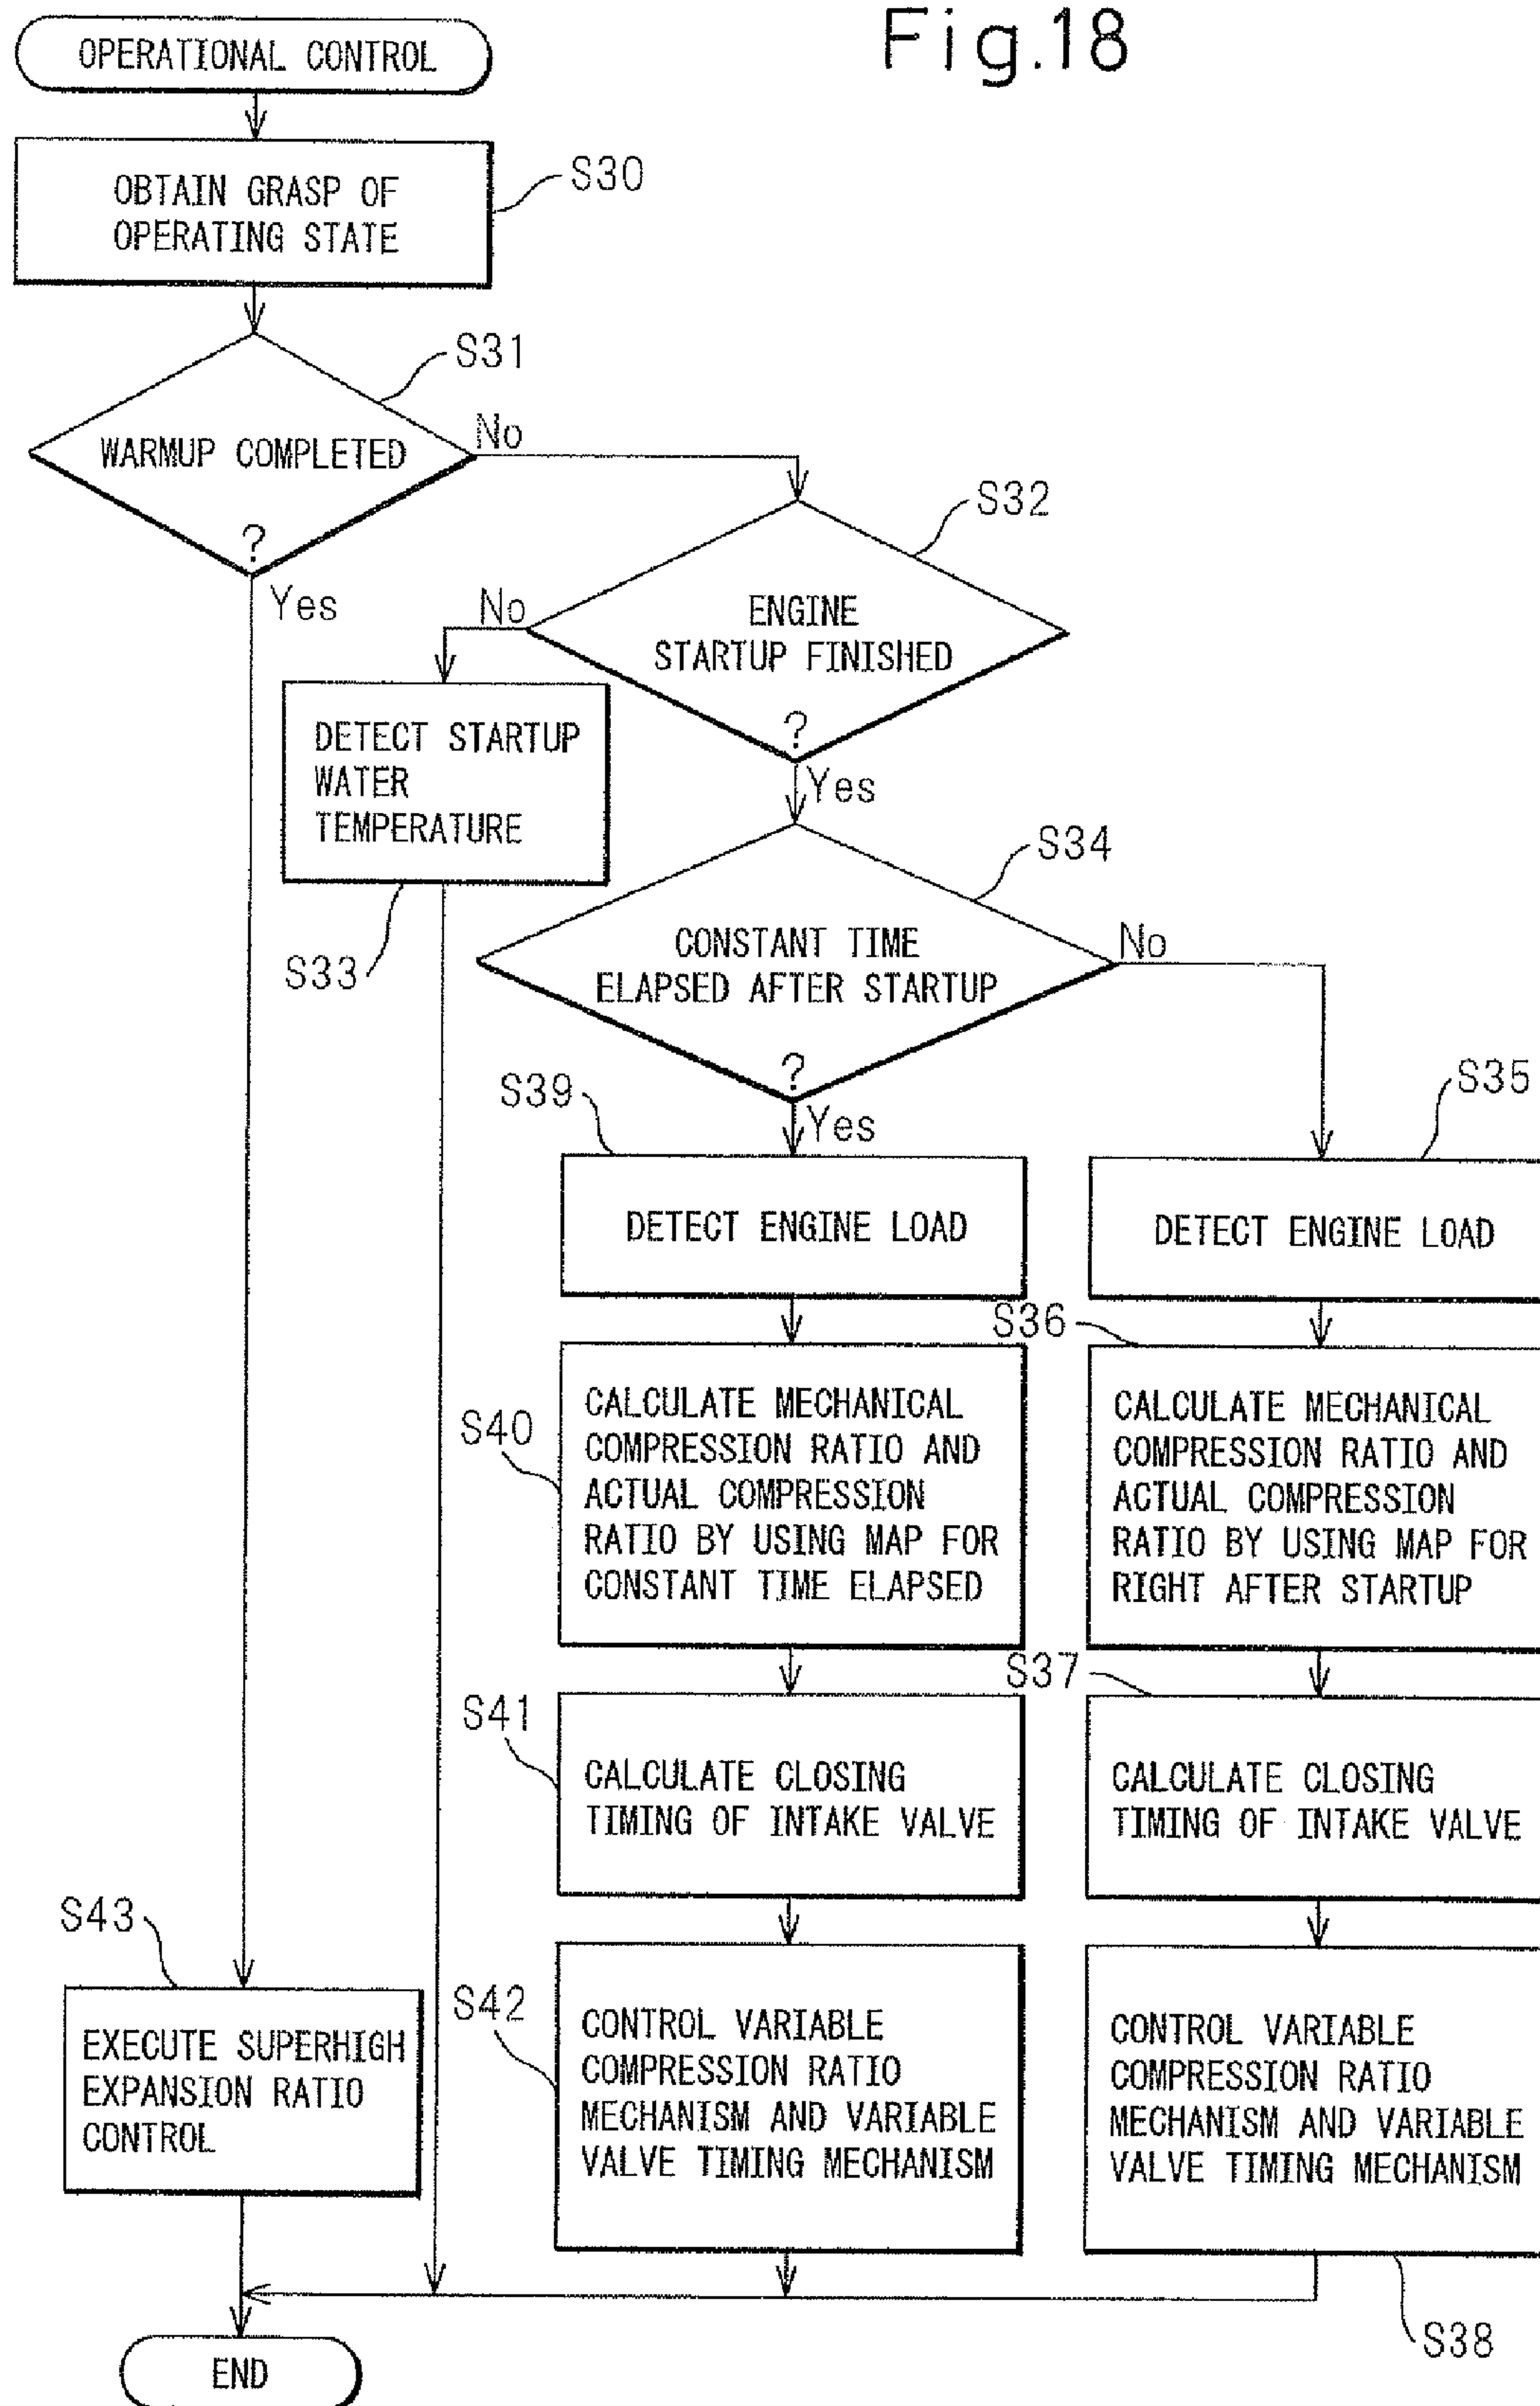 Fig.18
OPERATIONAL CONTROL
OBTAIN GRASP OF
OPERATING STATE
S30
S31
WARMUP COMPLETED
?
No
Yes
S32
ENGINE
STARTUP FINISHED
?
No
Yes
DETECT STARTUP
WATER
TEMPERATURE
S33
S34
CONSTANT TIME
ELAPSED AFTER STARTUP
?
No
Yes
S39
DETECT ENGINE LOAD
S35
DETECT ENGINE LOAD
S40
CALCULATE MECHANICAL
COMPRESSION RATIO AND
ACTUAL COMPRESSION
RATIO BY USING MAP FOR
CONSTANT TIME ELAPSED
S36
CALCULATE MECHANICAL
COMPRESSION RATIO AND
ACTUAL COMPRESSION
RATIO BY USING MAP FOR
RIGHT AFTER STARTUP
S41
CALCULATE CLOSING
TIMING OF INTAKE VALVE
S37
CALCULATE CLOSING
TIMING OF INTAKE VALVE
S43
EXECUTE SUPERHIGH
EXPANSION RATIO
CONTROL
S42
CONTROL VARIABLE
COMPRESSION RATIO
MECHANISM AND VARIABLE
VALVE TIMING MECHANISM
CONTROL VARIABLE
COMPRESSION RATIO
MECHANISM AND VARIABLE
VALVE TIMING MECHANISM
S38
END